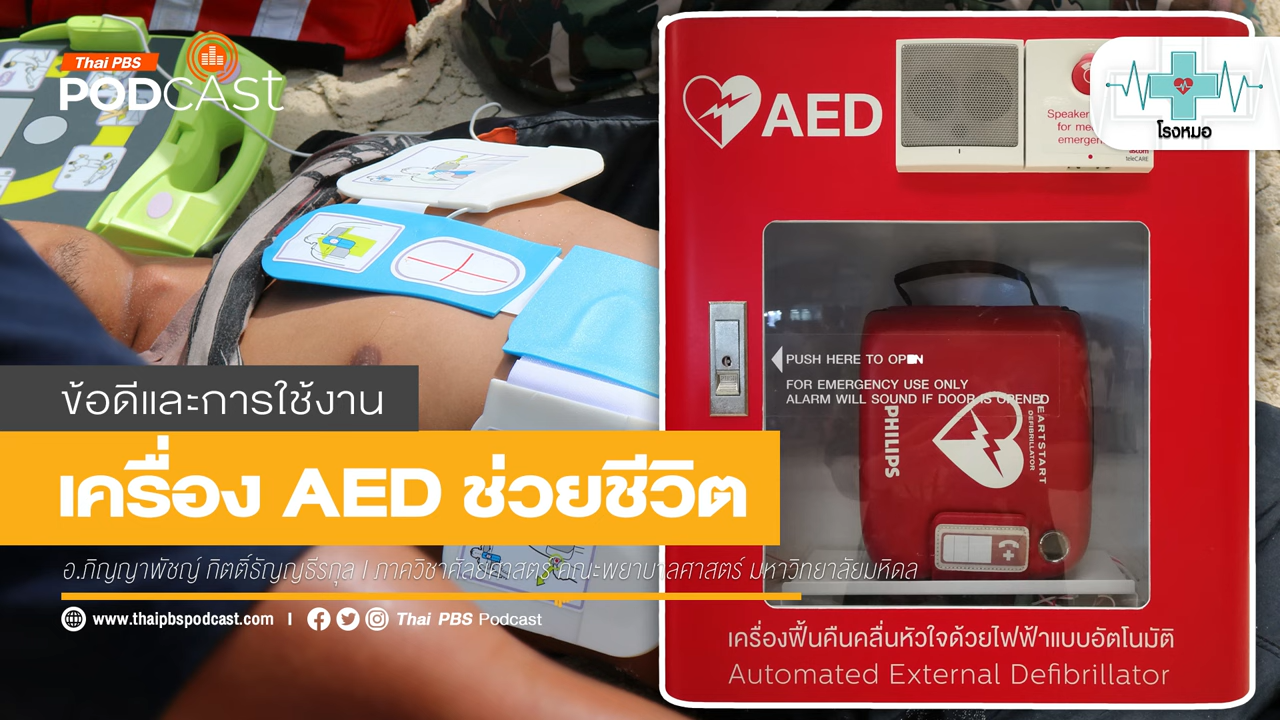 Thai PBS
PODCAST
AED
โรงหมอ
PUSH HERE TO OPEN
FOR EMERGENCY USE ONLY
ALARM WILL SOUND IF DOOR IS OPENED
PHILIPS
HEARTSTART
DEFIBRILLATOR
ข้อดีและการใช้งาน
เครื่อง AED ช่วยชีวิต
อ.ภิญญาพัชญ์ กิตติ์ธัญญธีรกุล I ภาควิชาศัลยศาสตร์ คณะพยาบาลศาสตร์ มหาวิทยาลัยมหิดล
www.thaipbspodcast.com I Thai PBS Podcast
เครื่องฟื้นคืนคลื่นหัวใจด้วยไฟฟ้าแบบอัตโนมัติ
Automated External Defibrillator